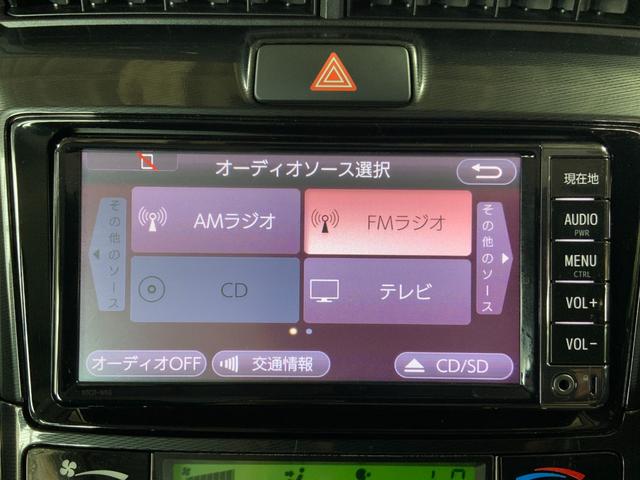 オーディオソース選択
その他のソース
AMラジオ
FMラジオ
その他のソース
CD
テレビ
オーディオOFF
交通情報
CD/SD
現在地
AUDIO
PWR
MENU
CTRL
VOL+
VOL-